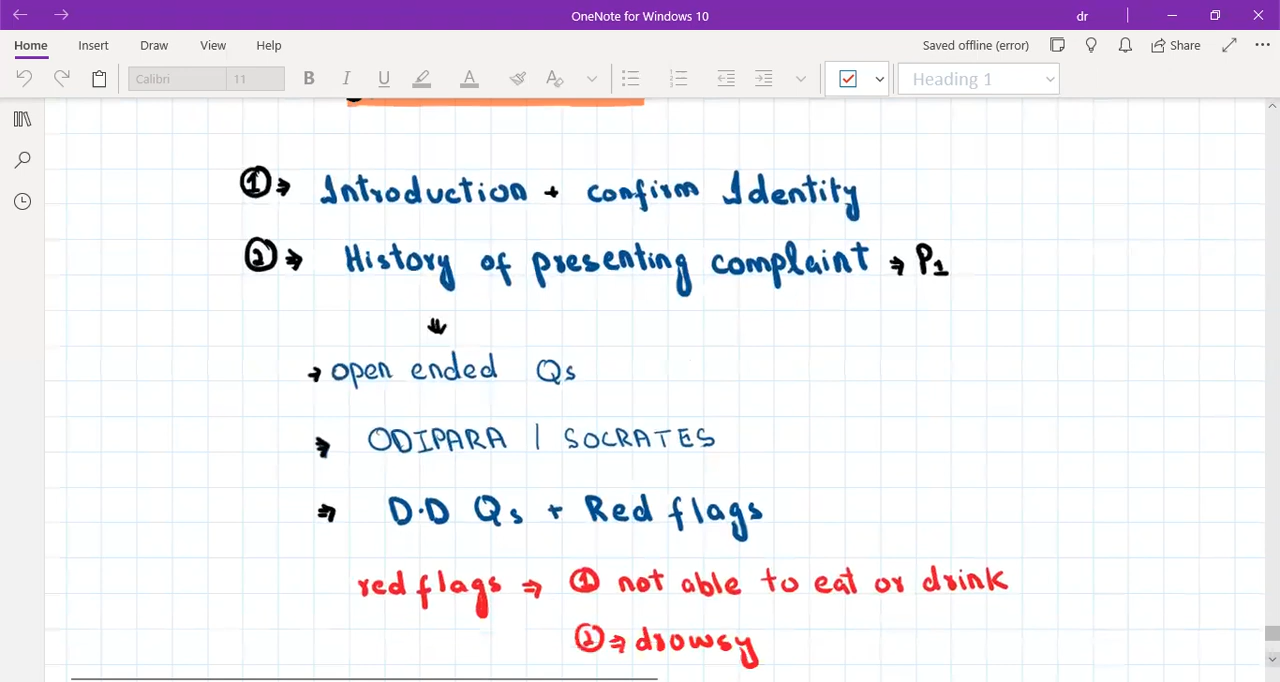 OneNote for Windows 10
dr
Home Insert Draw View Help
Saved offline (error)
Share
Calibri 11 B I U A Heading 1
① ⇒ Introduction + confirm Identity
② ⇒ History of presenting complaint → P1
→ open ended Qs
⇒ ODIPARA | SOCRATES
⇒ D.D Qs + Red flags
red flags ⇒ ① not able to eat or drink
② ⇒ drowsy